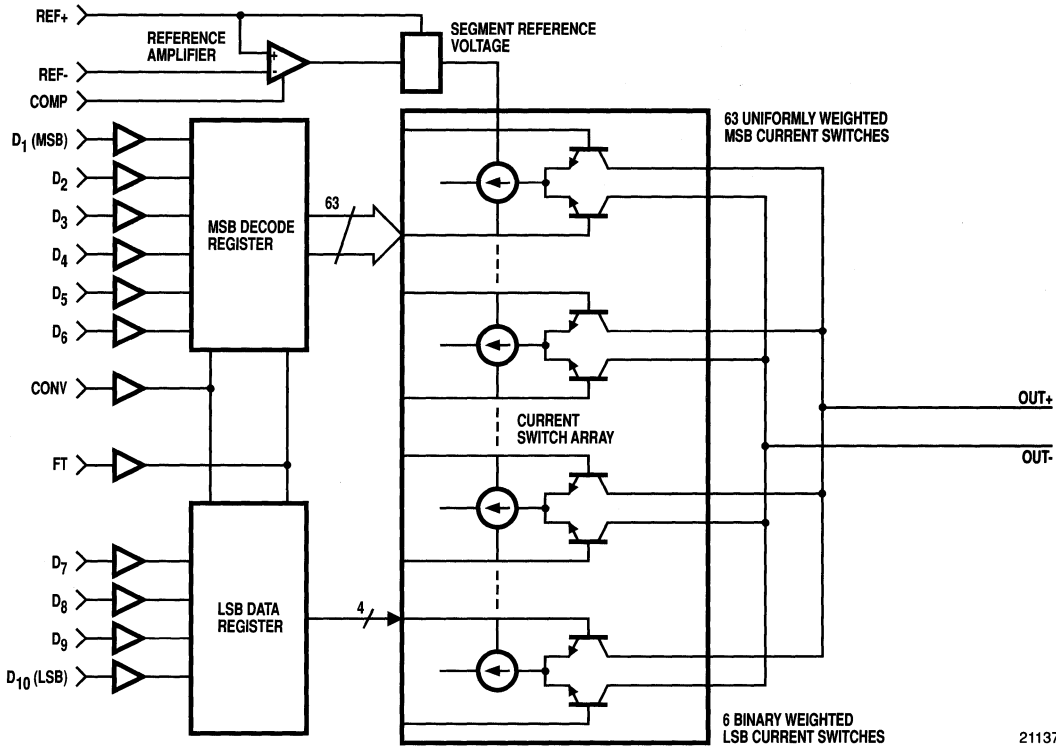 REF+
REFERENCE
AMPLIFIER
SEGMENT REFERENCE
VOLTAGE
+
-
REF-
COMP
63 UNIFORMLY WEIGHTED
MSB CURRENT SWITCHES
D1 (MSB)
D2
D3
D4
D5
D6
MSB DECODE
REGISTER
63
CONV
FT
CURRENT
SWITCH ARRAY
OUT+
OUT-
D7
D8
D9
D10 (LSB)
LSB DATA
REGISTER
4
6 BINARY WEIGHTED
LSB CURRENT SWITCHES
21137